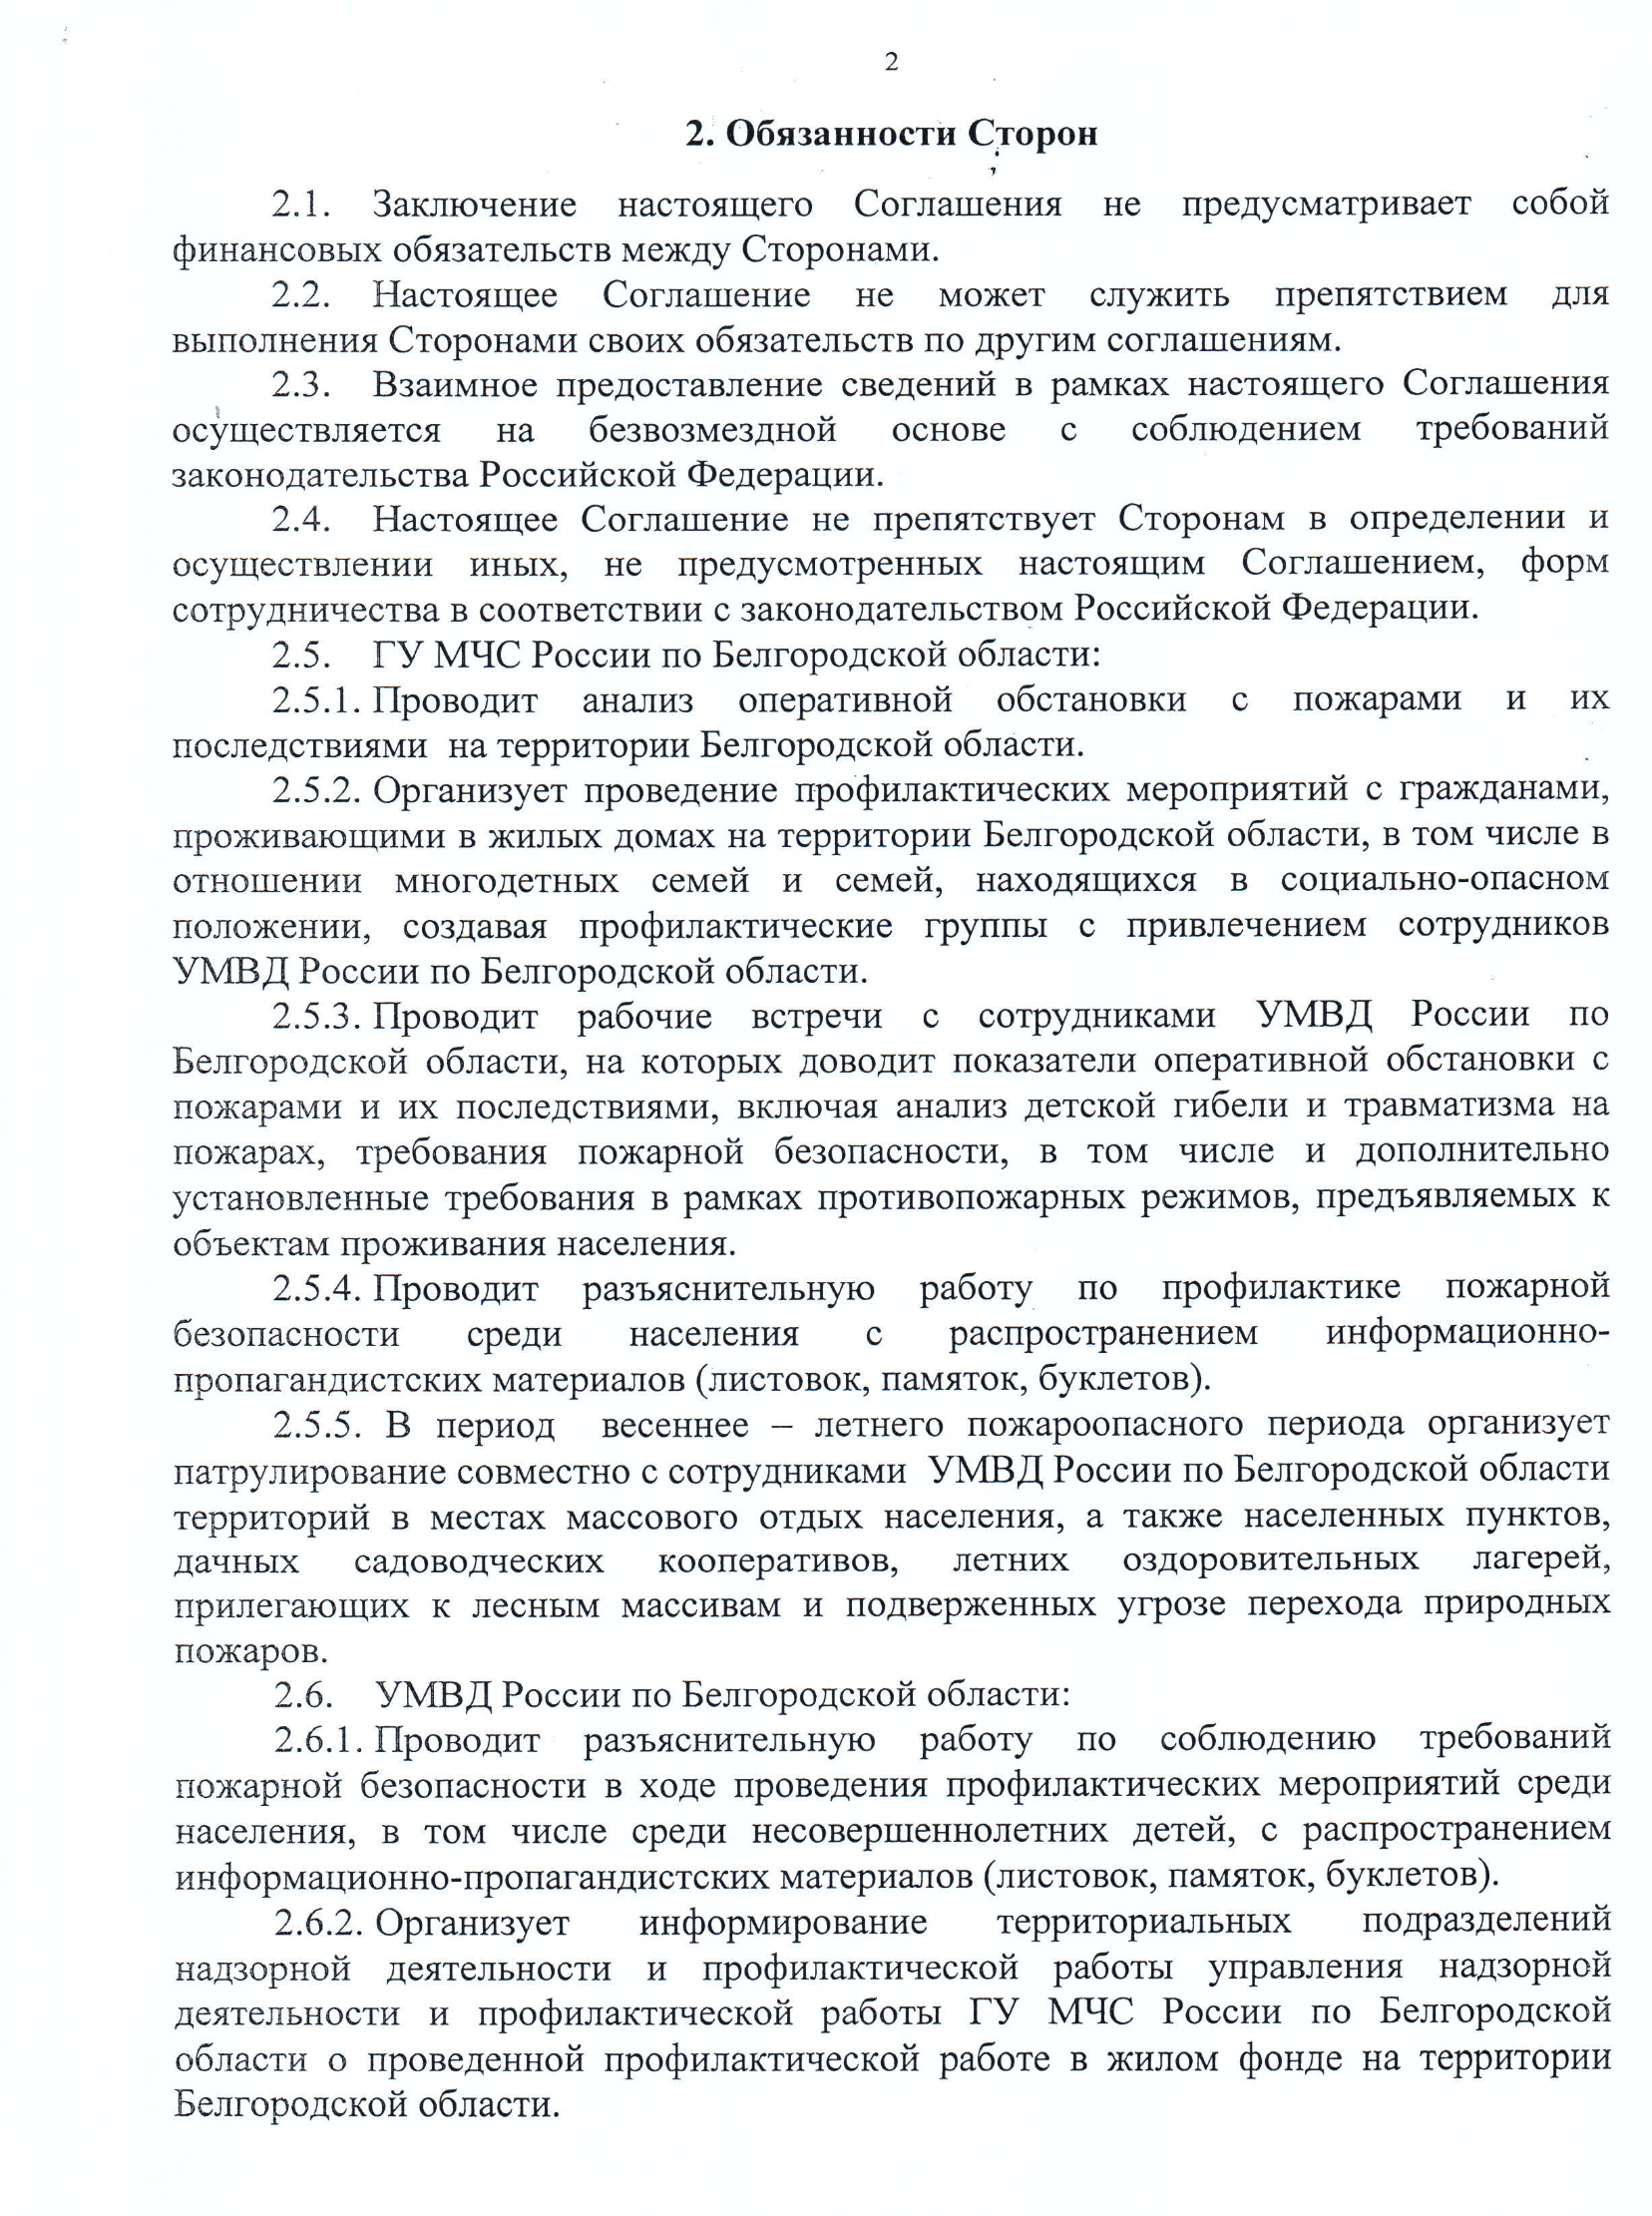 2
2. Обязанности Сторон
2.1. Заключение настоящего Соглашения не предусматривает собой
финансовых обязательств между Сторонами.
2.2. Настоящее Соглашение не может служить препятствием для
выполнения Сторонами своих обязательств по другим соглашениям.
2.3. Взаимное предоставление сведений в рамках настоящего Соглашения
осуществляется на безвозмездной основе с соблюдением требований
законодательства Российской Федерации.
2.4. Настоящее Соглашение не препятствует Сторонам в определении и
осуществлении иных, не предусмотренных настоящим Соглашением, форм
сотрудничества в соответствии с законодательством Российской Федерации.
2.5. ГУ МЧС России по Белгородской области:
2.5.1. Проводит анализ оперативной обстановки с пожарами и их
последствиями на территории Белгородской области.
2.5.2. Организует проведение профилактических мероприятий с гражданами,
проживающими в жилых домах на территории Белгородской области, в том числе в
отношении многодетных семей и семей, находящихся в социально-опасном
положении, создавая профилактические группы с привлечением сотрудников
УМВД России по Белгородской области.
2.5.3. Проводит рабочие встречи с сотрудниками УМВД России по
Белгородской области, на которых доводит показатели оперативной обстановки с
пожарами и их последствиями, включая анализ детской гибели и травматизма на
пожарах, требования пожарной безопасности, в том числе и дополнительно
установленные требования в рамках противопожарных режимов, предъявляемых к
объектам проживания населения.
2.5.4. Проводит разъяснительную работу по профилактике пожарной
безопасности среди населения с распространением информационно-
пропагандистских материалов (листовок, памяток, буклетов).
2.5.5. В период весеннее – летнего пожароопасного периода организует
патрулирование совместно с сотрудниками УМВД России по Белгородской области
территорий в местах массового отдых населения, а также населенных пунктов,
дачных садоводческих кооперативов, летних оздоровительных лагерей,
прилегающих к лесным массивам и подверженных угрозе перехода природных
пожаров.
2.6. УМВД России по Белгородской области:
2.6.1. Проводит разъяснительную работу по соблюдению требований
пожарной безопасности в ходе проведения профилактических мероприятий среди
населения, в том числе среди несовершеннолетних детей, с распространением
информационно-пропагандистских материалов (листовок, памяток, буклетов).
2.6.2. Организует информирование территориальных подразделений
надзорной деятельности и профилактической работы управления надзорной
деятельности и профилактической работы ГУ МЧС России по Белгородской
области о проведенной профилактической работе в жилом фонде на территории
Белгородской области.